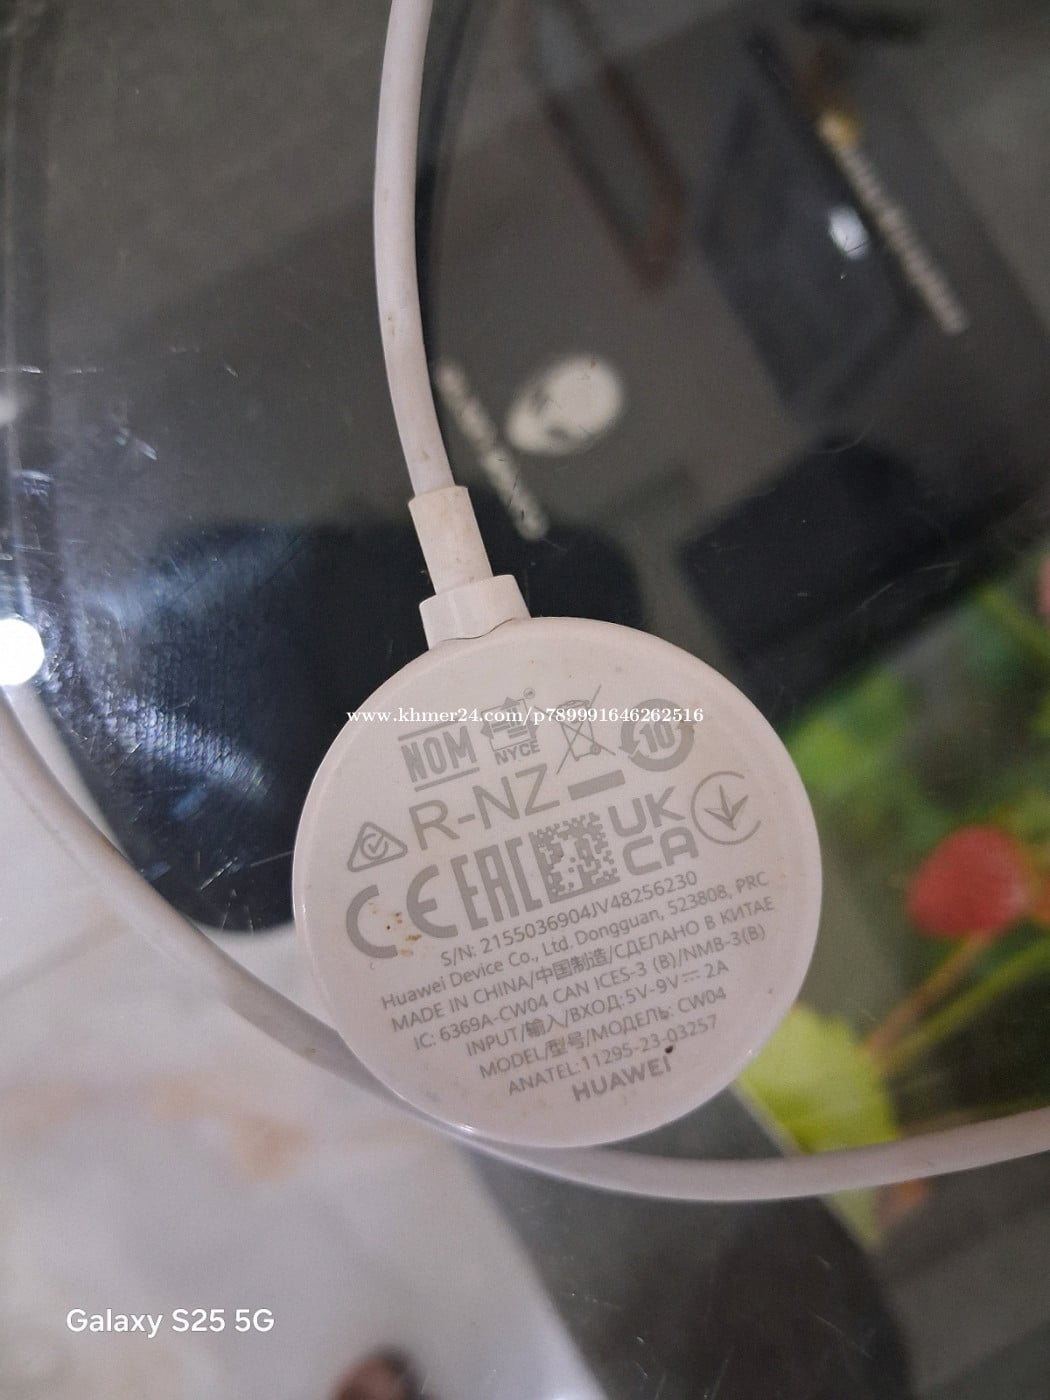 www.khmer24.com/p789991646262516
NOM NYCE 10
R-NZ
CE EAC UK CA
S/N: 2155036904JV48256230
Huawei Device Co., Ltd. Dongguan, 523808, PRC
MADE IN CHINA/中国制造/СДЕЛАНО В КИТАЕ
IC: 6369A-CW04 CAN ICES-3 (B)/NMB-3(B)
INPUT/输入/ВХОД:5V-9V⎓ 2A
MODEL/型号/МОДЕЛЬ: CW04
ANATEL: 11295-23-03257
HUAWEI
Galaxy S25 5G